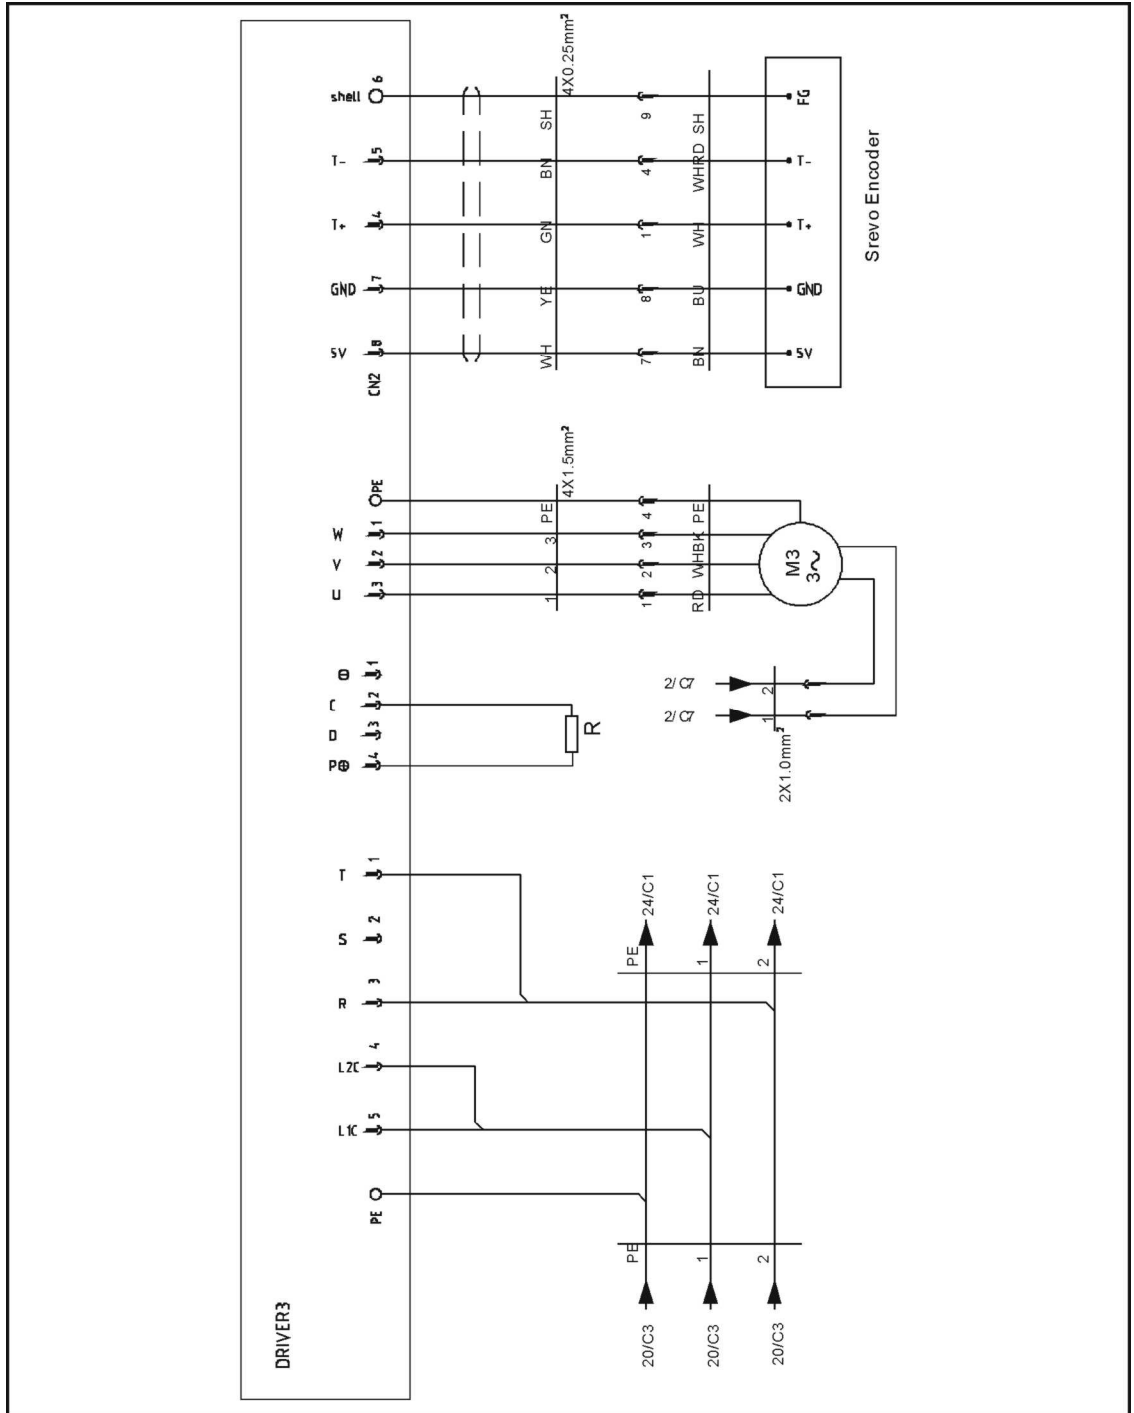 shell 6
4X0.25mm²
SH
9
SH
FG
T- 5
BN
4
WHRD
T-
T+ 4
GN
1
WH
T+
Srevo Encoder
GND 7
YE
8
BU
GND
5V 8
WH
7
BN
5V
CN2
PE
4X1.5mm²
PE
4
PE
W 1
3
3
BK
V 2
2
2
WH
U 3
1
1
RD
M3
3~
⊖ 1
C 2
D 3
P⊕ 4
R
2/C7
2
2/C7
1
2X1.0mm²
T 1
S 2
R 3
L2C 4
L1C 5
PE
24/C1
24/C1
24/C1
PE
1
2
PE
1
2
20/C3
20/C3
20/C3
DRIVER3